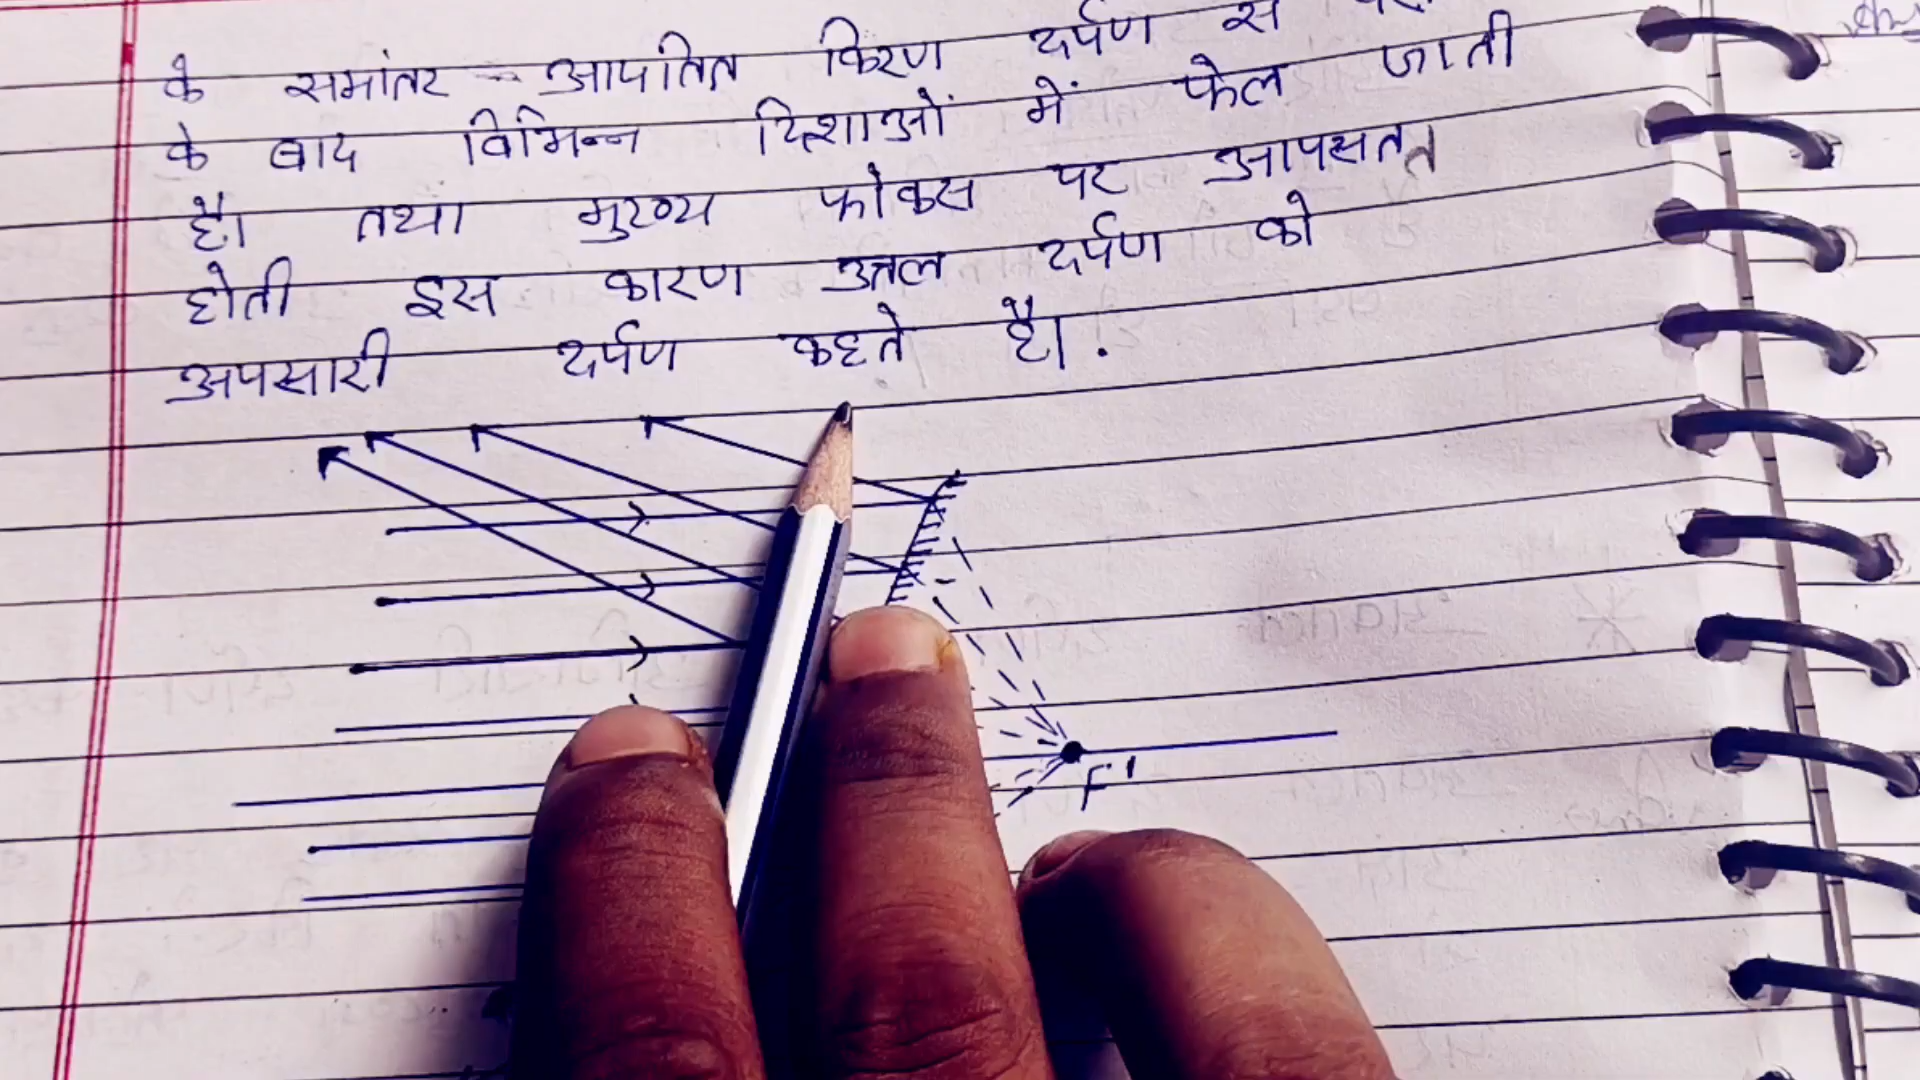 के समांतर आपतित किरण दर्पण से
के बाद विभिन्न दिशाओं में फेल जाती
है। तथा मुख्य फोकस पर आपसतत
होती इस कारण उत्तल दर्पण को
अपसारी दर्पण कहते है।.
F'